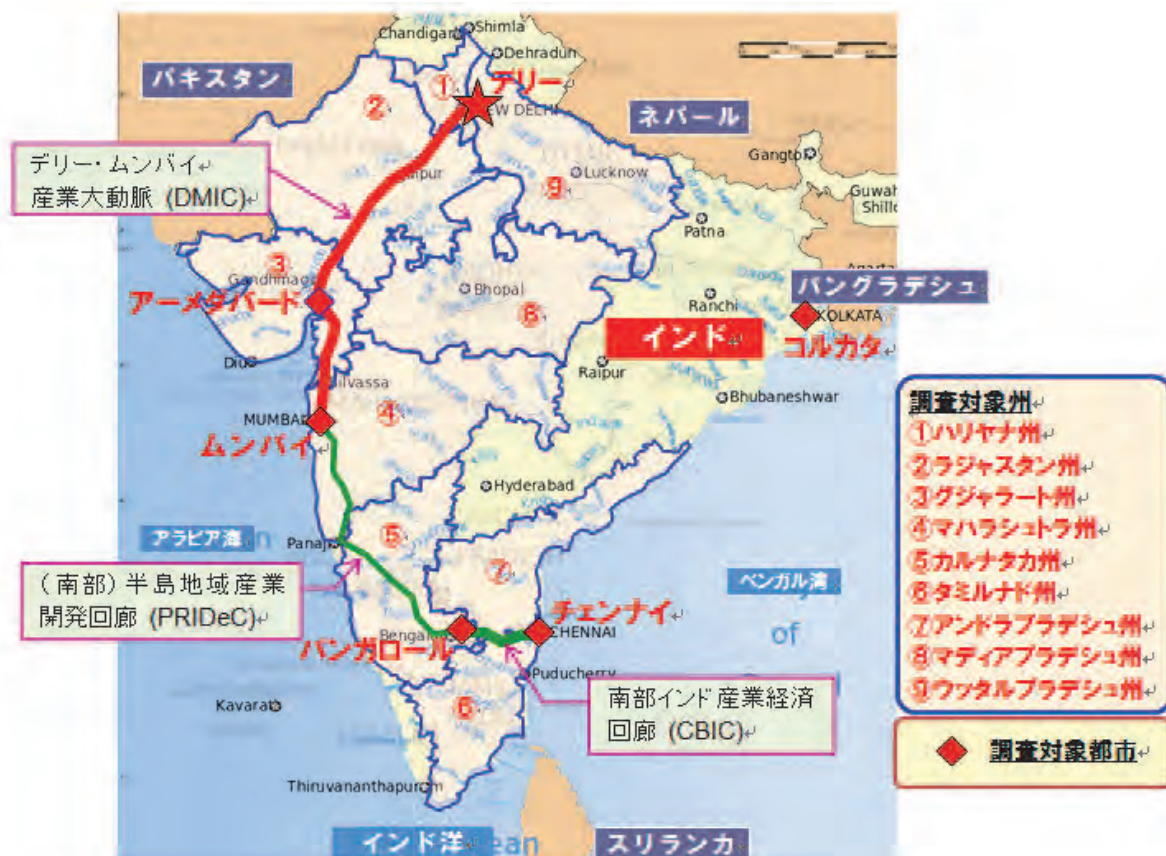 Chandigarh
Shimla
Dehradun
パキスタン
デリー
①
②
NEW DELHI
ネパール
デリー・ムンバイ
産業大動脈 (DMIC)
Gangtok
Lucknow
⑨
Patna
③
アーメダバード
Bhopal
⑧
Ranchi
バングラデシュ
KOLKATA
コルカタ
インド
Raipur
Diu
Bhubaneshwar
MUMBAI
ムンバイ
④
Hyderabad
アラビア湾
Panaji
⑤
⑦
(南部) 半島地域産業
開発回廊 (PRIDeC)
ベンガル湾
of
チェンナイ
CHENNAI
バンガロール
Puducherry
Kavarat
⑥
南部インド産業経済
回廊 (CBIC)
Thiruvananthapuram
インド洋
スリランカ
調査対象州
①ハリヤナ州
②ラジャスタン州
③グジャラート州
④マハラシュトラ州
⑤カルナタカ州
⑥タミルナド州
⑦アンドラプラデシュ州
⑧マディアプラデシュ州
⑨ウッタルプラデシュ州
調査対象都市